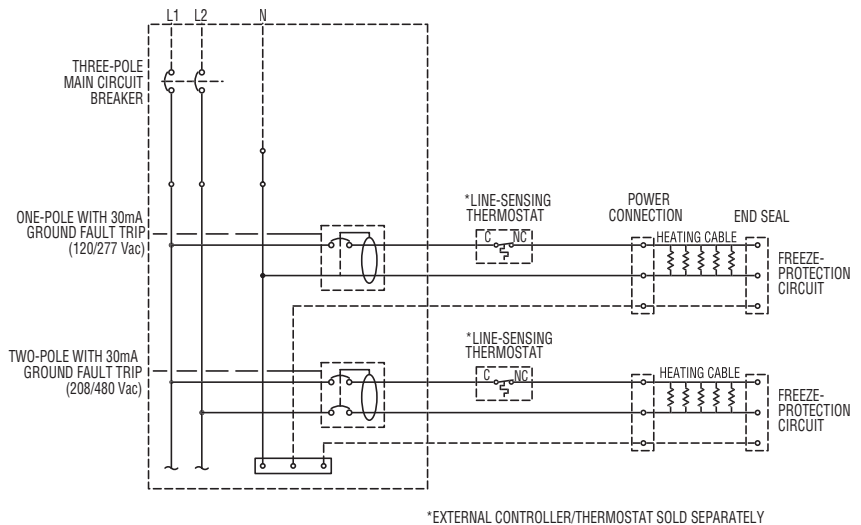 L1 L2 N
THREE-POLE
MAIN CIRCUIT
BREAKER
ONE-POLE WITH 30mA
GROUND FAULT TRIP
(120/277 Vac)
*LINE-SENSING
THERMOSTAT
C NC
POWER
CONNECTION
END SEAL
HEATING CABLE
FREEZE-
PROTECTION
CIRCUIT
TWO-POLE WITH 30mA
GROUND FAULT TRIP
(208/480 Vac)
*LINE-SENSING
THERMOSTAT
C NC
HEATING CABLE
FREEZE-
PROTECTION
CIRCUIT
*EXTERNAL CONTROLLER/THERMOSTAT SOLD SEPARATELY